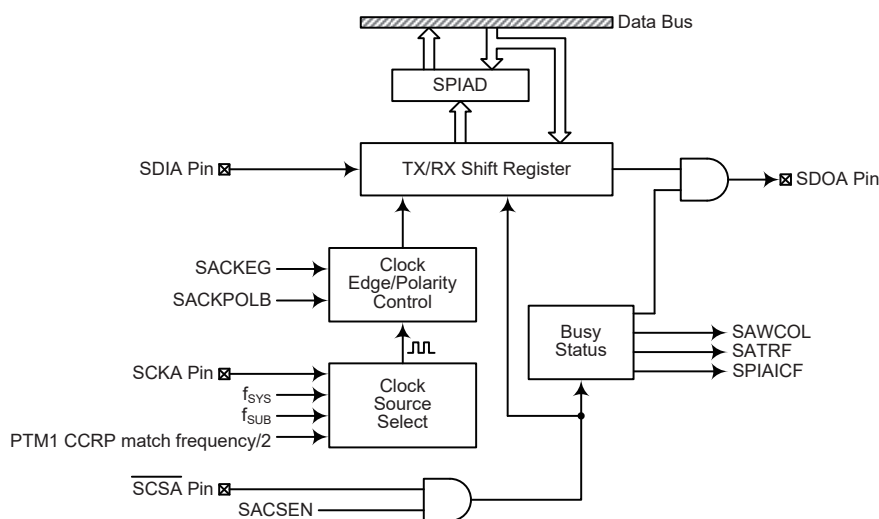 Data Bus
SPIAD
SDIA Pin
TX/RX Shift Register
SDOA Pin
SACKEG
SACKPOLB
Clock
Edge/Polarity
Control
Busy
Status
SAWCOL
SATRF
SPIAICF
SCKA Pin
fSYS
fSUB
PTM1 CCRP match frequency/2
Clock
Source
Select
SCSA Pin
SACSEN